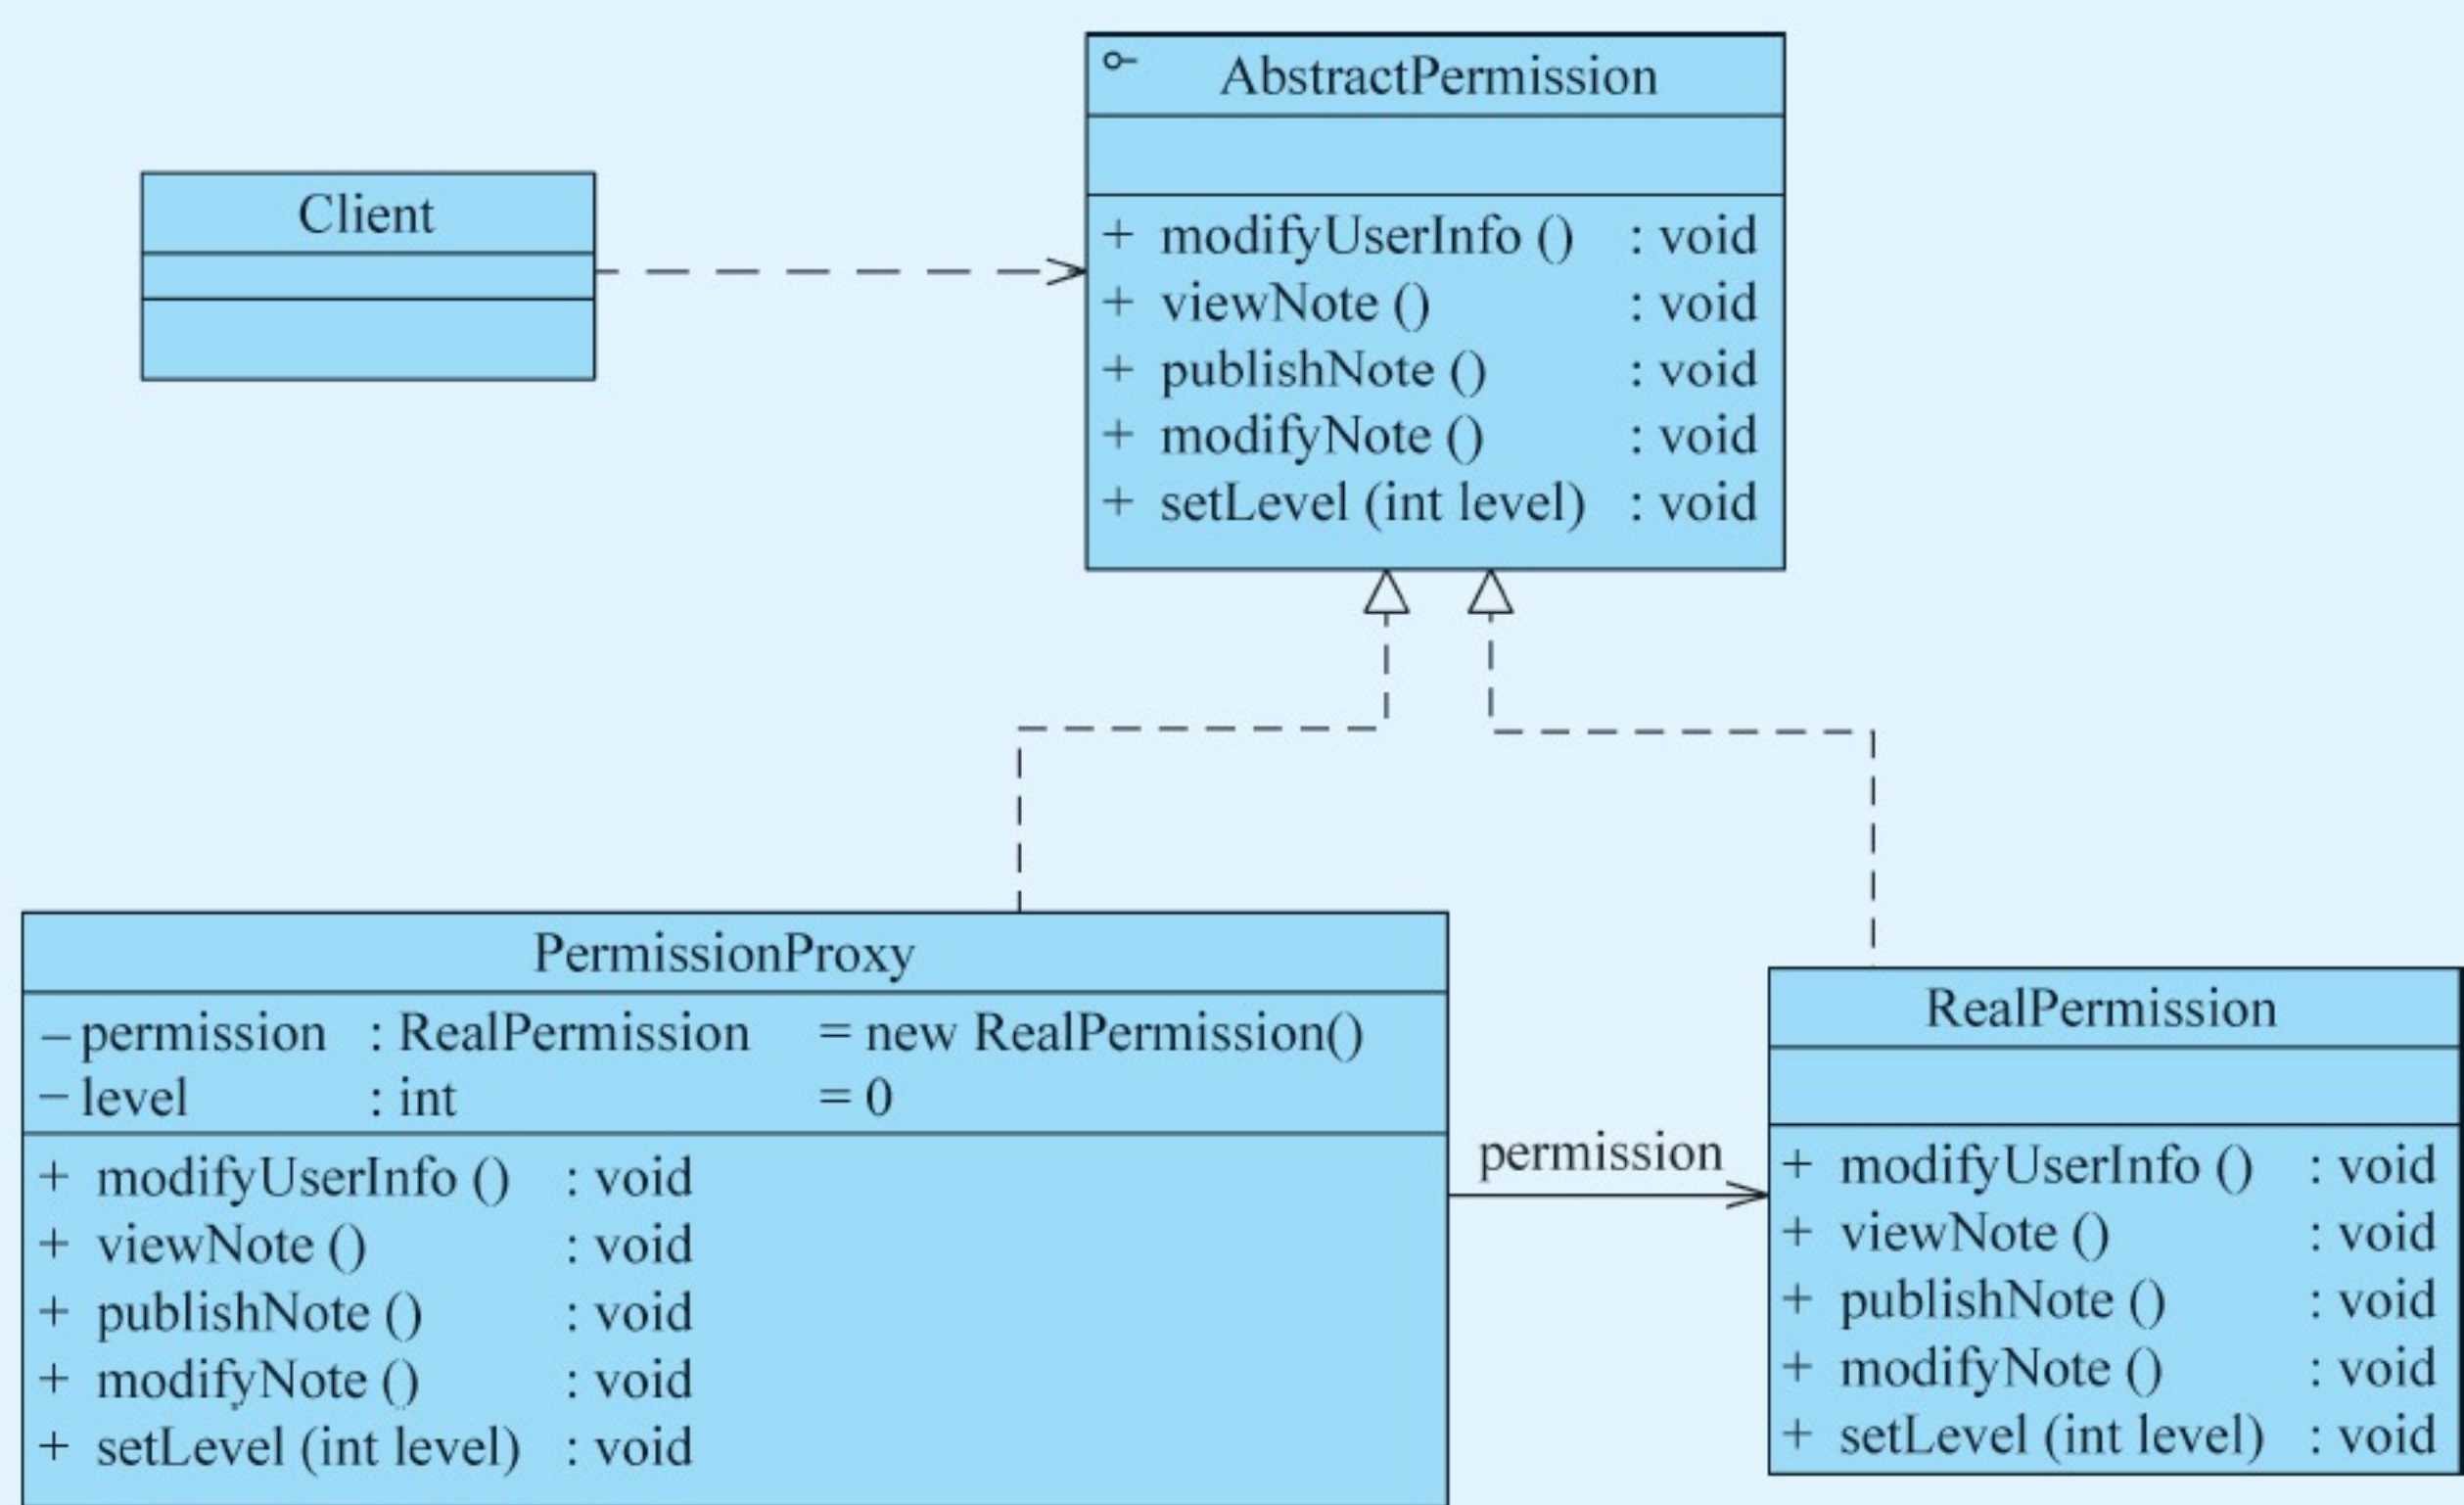 AbstractPermission
+ modifyUserInfo () : void
+ viewNote () : void
+ publishNote () : void
+ modifyNote () : void
+ setLevel (int level) : void
Client
PermissionProxy
– permission : RealPermission = new RealPermission()
– level : int = 0
+ modifyUserInfo () : void
+ viewNote () : void
+ publishNote () : void
+ modifyNote () : void
+ setLevel (int level) : void
permission
RealPermission
+ modifyUserInfo () : void
+ viewNote () : void
+ publishNote () : void
+ modifyNote () : void
+ setLevel (int level) : void